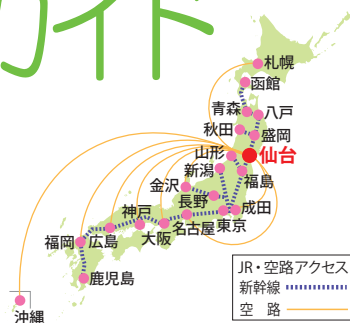 ガイド
札幌
函館
青森
八戸
秋田
盛岡
山形
仙台
新潟
福島
金沢
長野
成田
神戸
名古屋
東京
福岡
広島
大阪
鹿児島
沖縄
JR・空路アクセス
新幹線
空 路